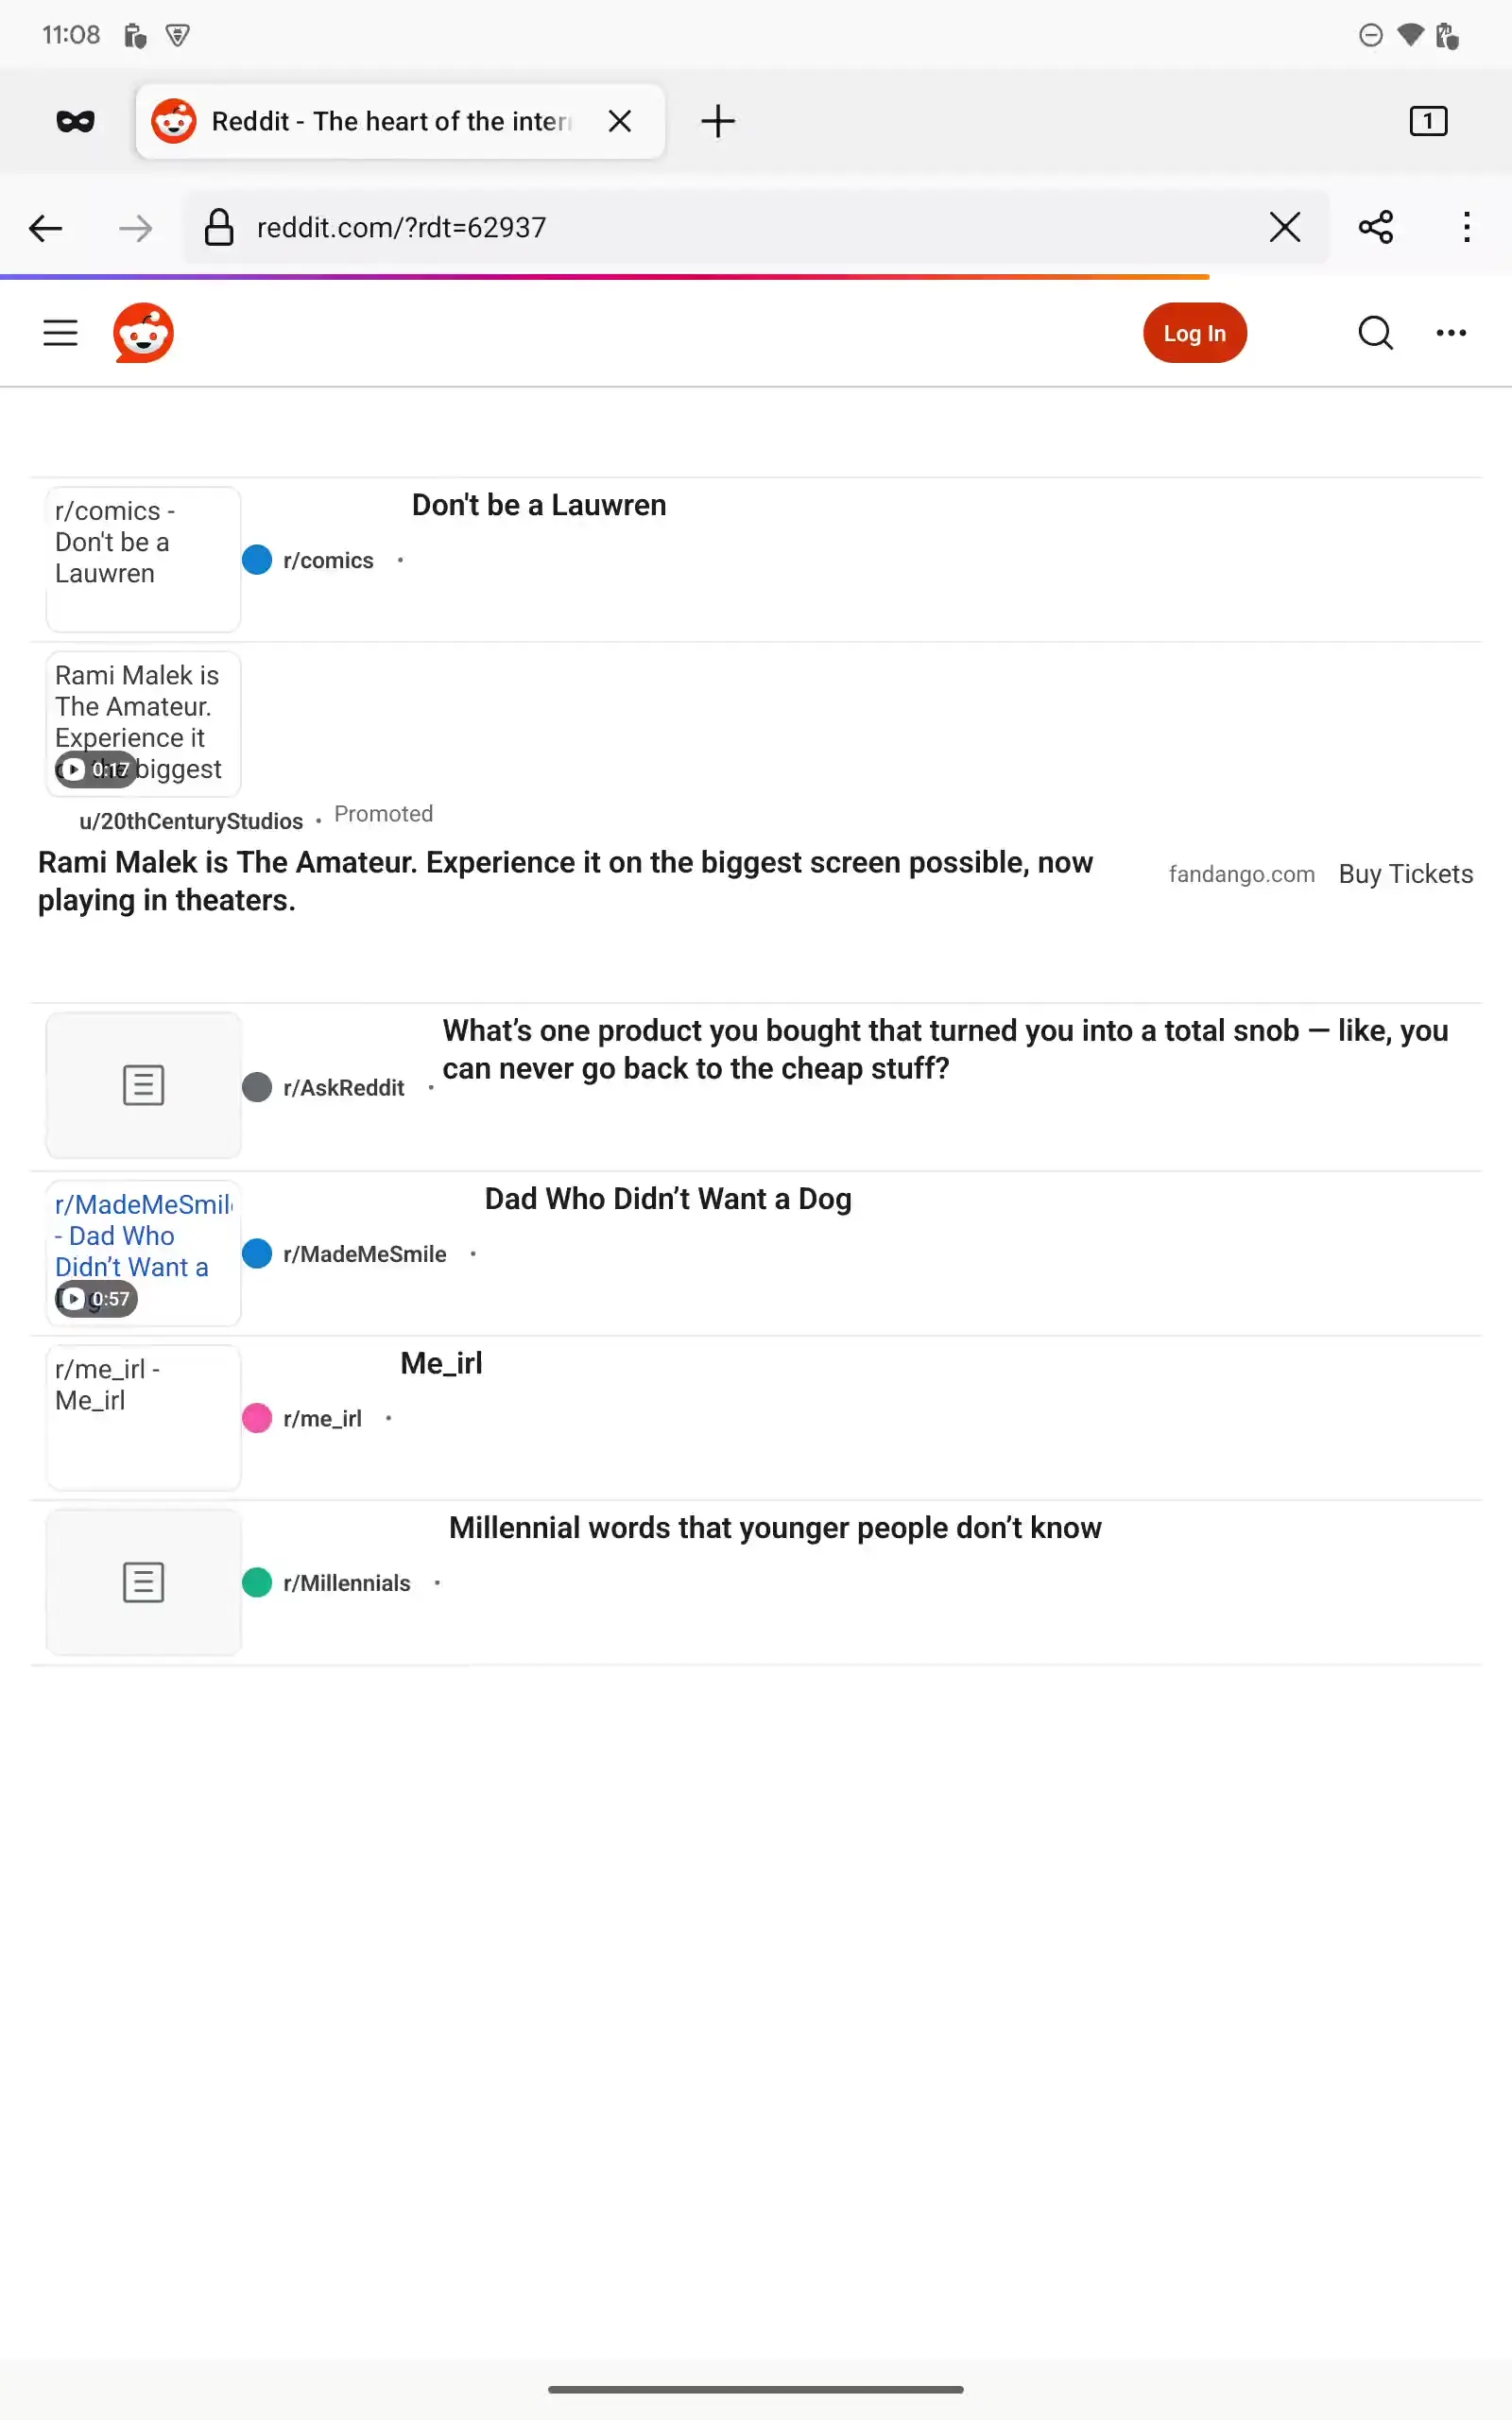 11:08
Reddit - The heart of the inter
1
reddit.com/?rdt=62937
Log In
r/comics -
Don't be a
Lauwren
Don't be a Lauwren
r/comics •
Rami Malek is
The Amateur.
Experience it
the biggest
0:17
u/20thCenturyStudios • Promoted
Rami Malek is The Amateur. Experience it on the biggest screen possible, now
playing in theaters.
fandango.com Buy Tickets
What’s one product you bought that turned you into a total snob — like, you
can never go back to the cheap stuff?
r/AskReddit •
r/MadeMeSmil
- Dad Who
Didn’t Want a
0:57
Dad Who Didn’t Want a Dog
r/MadeMeSmile •
r/me_irl -
Me_irl
Me_irl
r/me_irl •
Millennial words that younger people don’t know
r/Millennials •